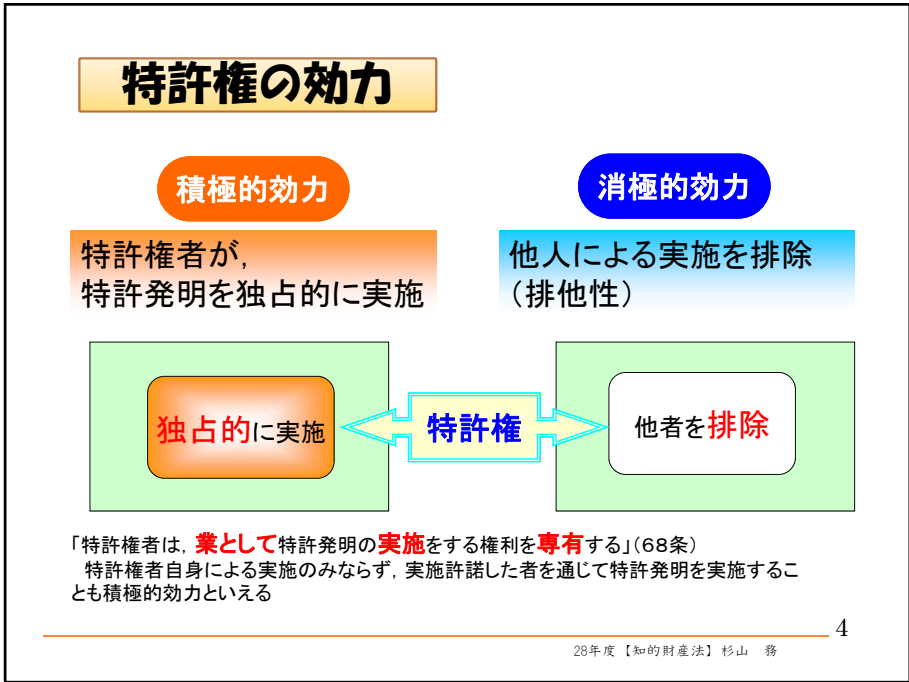 特許権の効力
積極的効力
消極的効力
特許権者が,
特許発明を独占的に実施
他人による実施を排除
（排他性）
独占的に実施
特許権
他者を排除
「特許権者は, 業として特許発明の実施をする権利を専有する」(６８条)
特許権者自身による実施のみならず, 実施許諾した者を通じて特許発明を実施するこ
とも積極的効力といえる
4
28年度【知的財産法】杉山　務